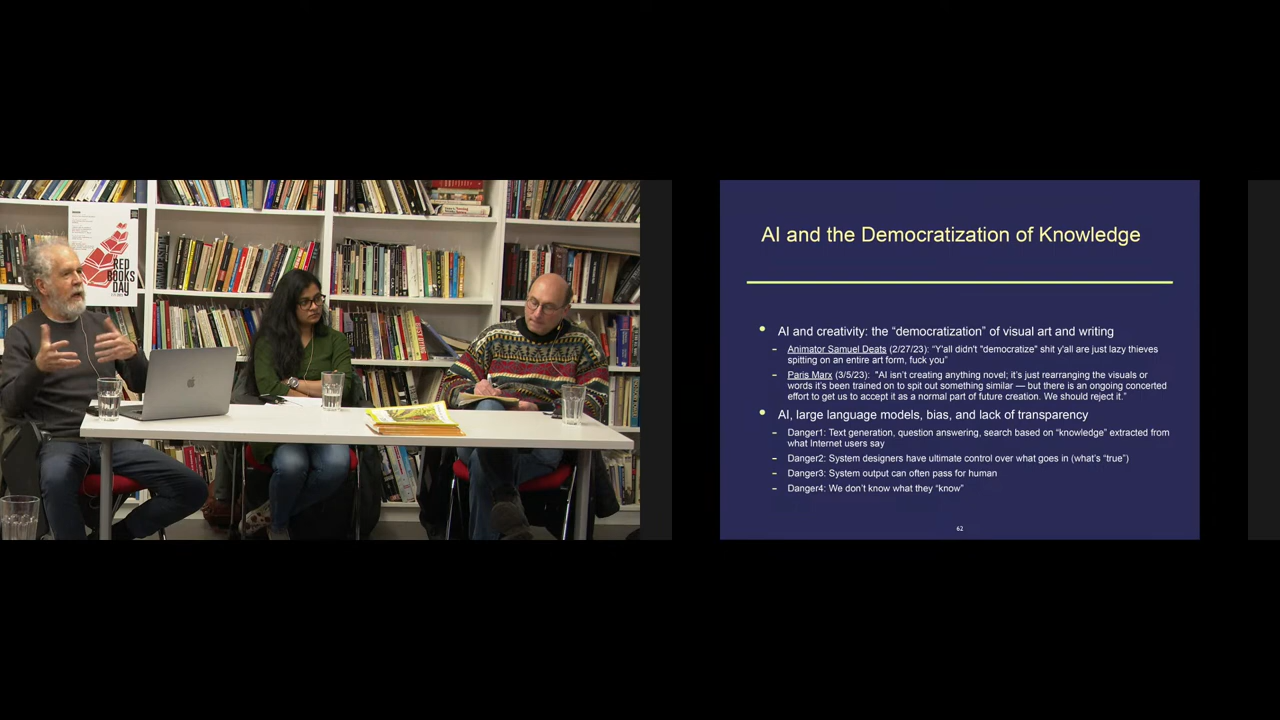 RED
BOOKS
DAY
AI and the Democratization of Knowledge
• AI and creativity: the “democratization” of visual art and writing
– Animator Samuel Deats (2/27/23): “Y'all didn't "democratize" shit y'all are just lazy thieves
spitting on an entire art form, fuck you”
– Paris Marx (3/5/23): "AI isn’t creating anything novel; it’s just rearranging the visuals or
words it’s been trained on to spit out something similar — but there is an ongoing concerted
effort to get us to accept it as a normal part of future creation. We should reject it.”
• AI, large language models, bias, and lack of transparency
– Danger1: Text generation, question answering, search based on “knowledge” extracted from
what Internet users say
– Danger2: System designers have ultimate control over what goes in (what’s “true”)
– Danger3: System output can often pass for human
– Danger4: We don’t know what they “know”
62